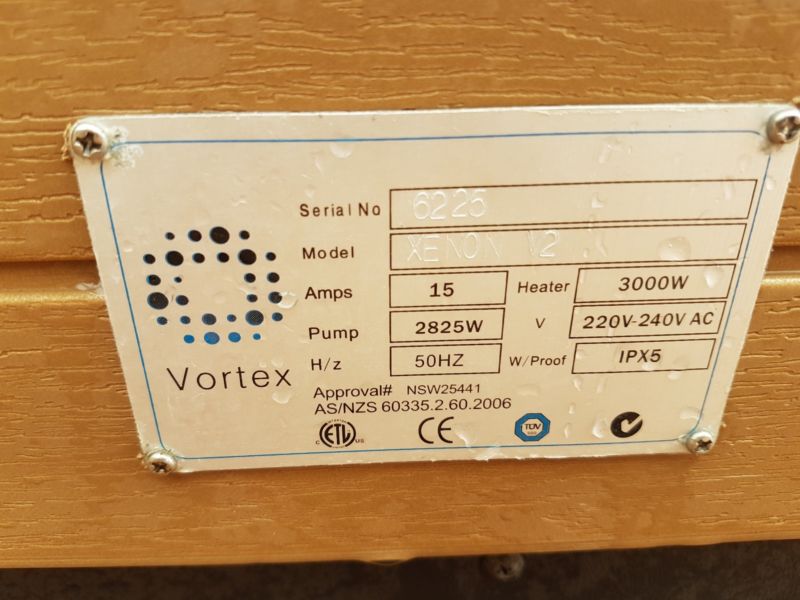 Serial No 6225
Model XENON V2
Amps 15 Heater 3000W
Pump 2825W V 220V-240V AC
H/z 50HZ W/Proof IPX5
Vortex
Approval# NSW25441
AS/NZS 60335.2.60.2006
C ETL US CE TÜV